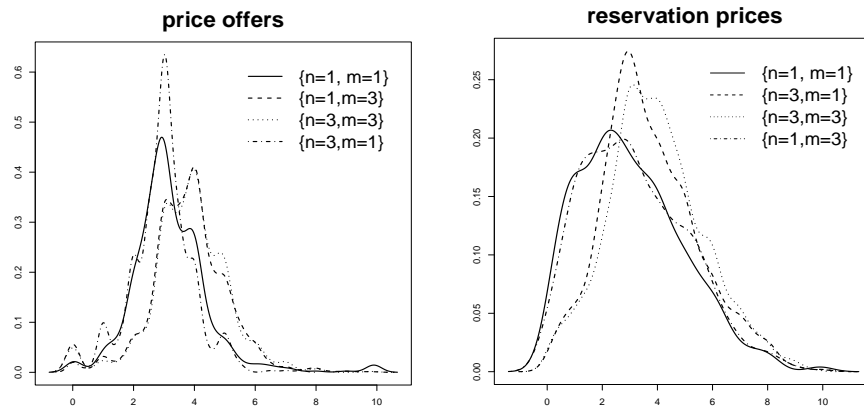 price offers
{n=1, m=1}
{n=1,m=3}
{n=3,m=3}
{n=3,m=1}
0.0 0.1 0.2 0.3 0.4 0.5 0.6
0 2 4 6 8 10
reservation prices
{n=1, m=1}
{n=3,m=1}
{n=3,m=3}
{n=1,m=3}
0.00 0.05 0.10 0.15 0.20 0.25
0 2 4 6 8 10